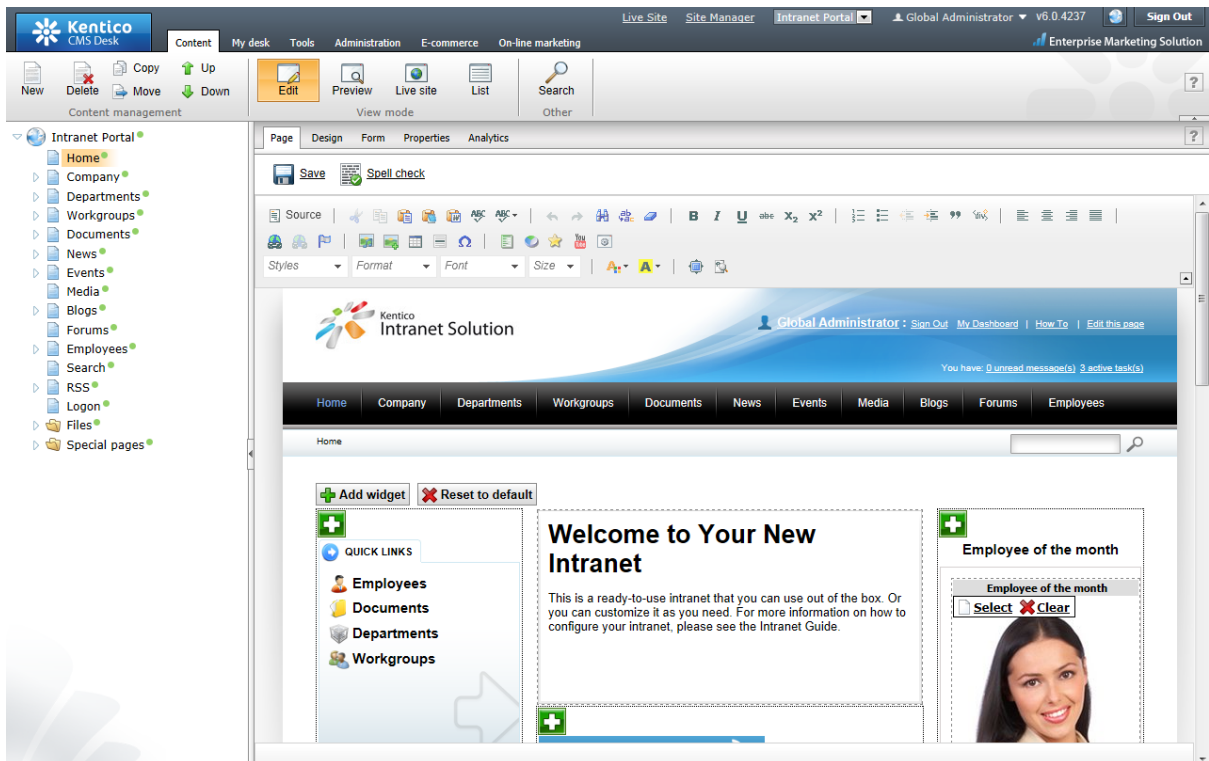 Kentico
CMS Desk
Live Site Site Manager Intranet Portal Global Administrator v6.0.4237 Sign Out
Content My desk Tools Administration E-commerce On-line marketing
Enterprise Marketing Solution
New Delete Copy Move Up Down
Content management
Edit Preview Live site List
View mode
Search
Other
?
Intranet Portal
Home
Company
Departments
Workgroups
Documents
News
Events
Media
Blogs
Forums
Employees
Search
RSS
Logon
Files
Special pages
Page Design Form Properties Analytics
?
Save Spell check
Source ABC ABC B I U abc X₂ X²
Ω You Tube
Styles Format Font Size A A
Kentico
Intranet Solution
Global Administrator : Sign Out My Dashboard | How To | Edit this page
You have: 0 unread message(s) 3 active task(s)
Home Company Departments Workgroups Documents News Events Media Blogs Forums Employees
Home
Add widget Reset to default
QUICK LINKS
Employees
Documents
Departments
Workgroups
Welcome to Your New
Intranet
This is a ready-to-use intranet that you can use out of the box. Or
you can customize it as you need. For more information on how to
configure your intranet, please see the Intranet Guide.
Employee of the month
Employee of the month
Select Clear